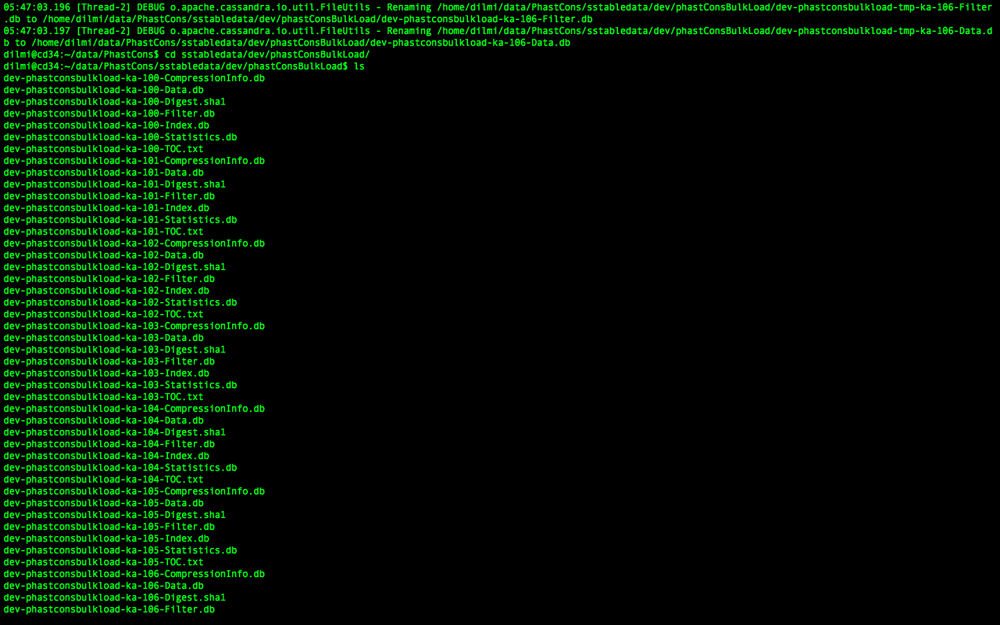 05:47:03.196 [Thread-2] DEBUG o.apache.cassandra.io.util.FileUtils - Renaming /home/dilmi/data/PhastCons/sstabledata/dev/phastConsBulkLoad/dev-phastconsbulkload-tmp-ka-106-Filter
.db to /home/dilmi/data/PhastCons/sstabledata/dev/phastConsBulkLoad/dev-phastconsbulkload-ka-106-Filter.db
05:47:03.197 [Thread-2] DEBUG o.apache.cassandra.io.util.FileUtils - Renaming /home/dilmi/data/PhastCons/sstabledata/dev/phastConsBulkLoad/dev-phastconsbulkload-tmp-ka-106-Data.d
b to /home/dilmi/data/PhastCons/sstabledata/dev/phastConsBulkLoad/dev-phastconsbulkload-ka-106-Data.db
dilmi@cd34:~/data/PhastCons$ cd sstabledata/dev/phastConsBulkLoad/
dilmi@cd34:~/data/PhastCons/sstabledata/dev/phastConsBulkLoad$ ls
dev-phastconsbulkload-ka-100-CompressionInfo.db
dev-phastconsbulkload-ka-100-Data.db
dev-phastconsbulkload-ka-100-Digest.sha1
dev-phastconsbulkload-ka-100-Filter.db
dev-phastconsbulkload-ka-100-Index.db
dev-phastconsbulkload-ka-100-Statistics.db
dev-phastconsbulkload-ka-100-TOC.txt
dev-phastconsbulkload-ka-101-CompressionInfo.db
dev-phastconsbulkload-ka-101-Data.db
dev-phastconsbulkload-ka-101-Digest.sha1
dev-phastconsbulkload-ka-101-Filter.db
dev-phastconsbulkload-ka-101-Index.db
dev-phastconsbulkload-ka-101-Statistics.db
dev-phastconsbulkload-ka-101-TOC.txt
dev-phastconsbulkload-ka-102-CompressionInfo.db
dev-phastconsbulkload-ka-102-Data.db
dev-phastconsbulkload-ka-102-Digest.sha1
dev-phastconsbulkload-ka-102-Filter.db
dev-phastconsbulkload-ka-102-Index.db
dev-phastconsbulkload-ka-102-Statistics.db
dev-phastconsbulkload-ka-102-TOC.txt
dev-phastconsbulkload-ka-103-CompressionInfo.db
dev-phastconsbulkload-ka-103-Data.db
dev-phastconsbulkload-ka-103-Digest.sha1
dev-phastconsbulkload-ka-103-Filter.db
dev-phastconsbulkload-ka-103-Index.db
dev-phastconsbulkload-ka-103-Statistics.db
dev-phastconsbulkload-ka-103-TOC.txt
dev-phastconsbulkload-ka-104-CompressionInfo.db
dev-phastconsbulkload-ka-104-Data.db
dev-phastconsbulkload-ka-104-Digest.sha1
dev-phastconsbulkload-ka-104-Filter.db
dev-phastconsbulkload-ka-104-Index.db
dev-phastconsbulkload-ka-104-Statistics.db
dev-phastconsbulkload-ka-104-TOC.txt
dev-phastconsbulkload-ka-105-CompressionInfo.db
dev-phastconsbulkload-ka-105-Data.db
dev-phastconsbulkload-ka-105-Digest.sha1
dev-phastconsbulkload-ka-105-Filter.db
dev-phastconsbulkload-ka-105-Index.db
dev-phastconsbulkload-ka-105-Statistics.db
dev-phastconsbulkload-ka-105-TOC.txt
dev-phastconsbulkload-ka-106-CompressionInfo.db
dev-phastconsbulkload-ka-106-Data.db
dev-phastconsbulkload-ka-106-Digest.sha1
dev-phastconsbulkload-ka-106-Filter.db